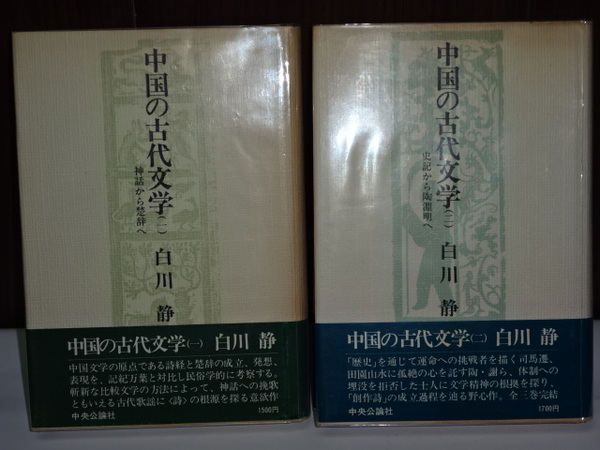 中国の古代文学(一)
神話から楚辞へ
白川 静
中国の古代文学(一) 白川 静
中国文学の原点である詩経と楚辞の成立、発想、
表現を、記紀万葉と対比し民俗学的に考察する。
斬新な比較文学の方法によって、神話への挽歌
ともいえる古代歌謡に〈詩〉の根源を探る意欲作
中央公論社
1500円
中国の古代文学(二)
史記から陶淵明へ
白川 静
中国の古代文学(二) 白川 静
「歴史」を通じて運命への挑戦者を描く司馬遷、
田園山水に孤絶の心を託す陶・謝ら、体制への
埋没を拒否した士人に文学精神の根拠を探り、
「創作詩」の成立過程を辿る野心作。全二巻完結
中央公論社
1700円